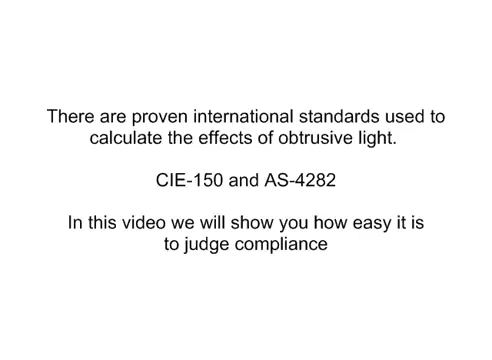 There are proven international standards used to
calculate the effects of obtrusive light.
CIE-150 and AS-4282
In this video we will show you how easy it is
to judge compliance